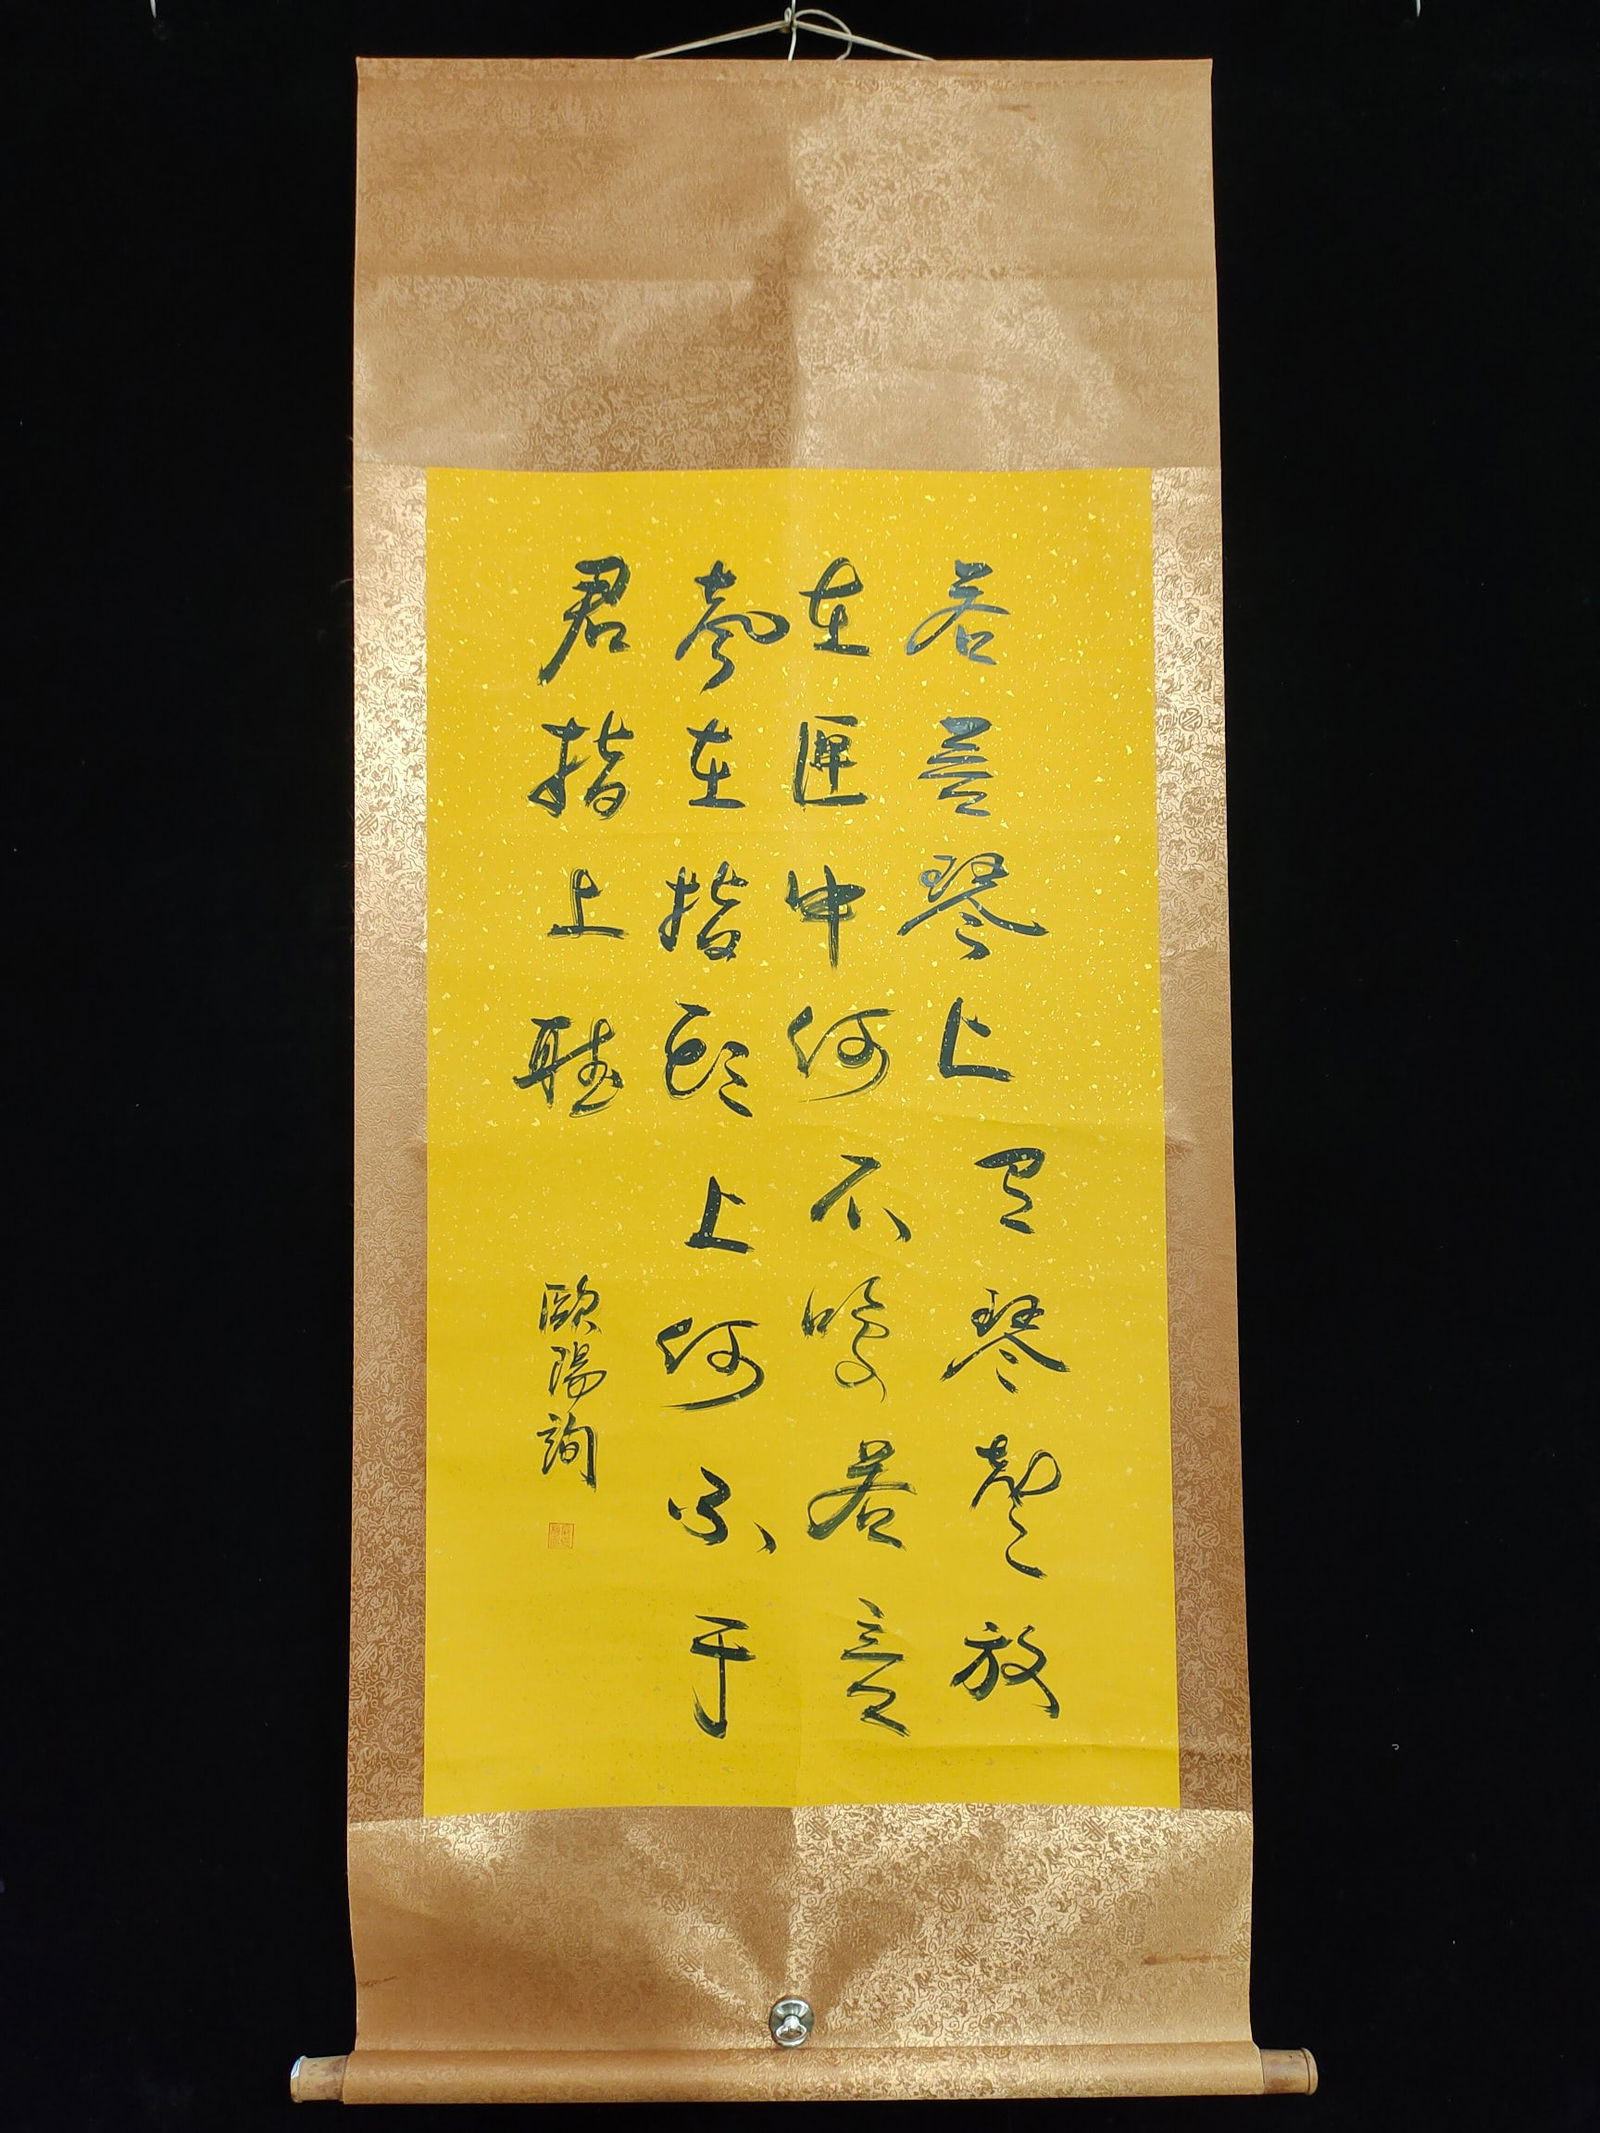 若言琴上有琴聲放
在匣中何不鳴若言
聲在指頭上何不于
君指上聽
歐陽詢